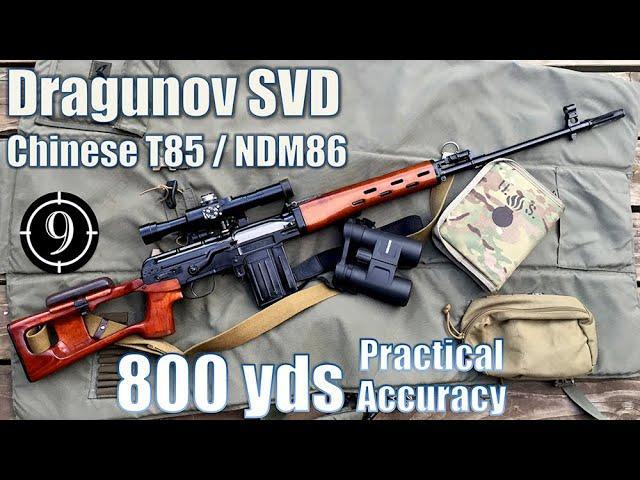 Dragunov SVD
Chinese T85 / NDM86
9
U.S.
800 yds
Practical
Accuracy